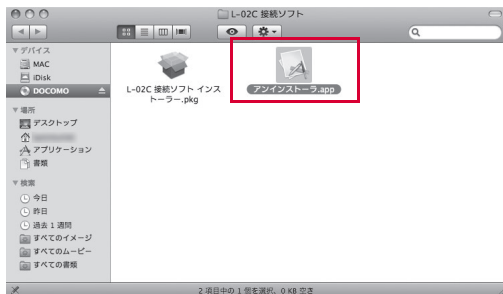 L-02C 接続ソフト
デバイス
MAC
iDisk
DOCOMO
場所
デスクトップ
アプリケーション
書類
検索
今日
昨日
過去 1 週間
すべてのイメージ
すべてのムービー
すべての書類
L-02C 接続ソフト インス
トーラー.pkg
アンインストーラ.app
2 項目中の 1 個を選択、0 KB 空き